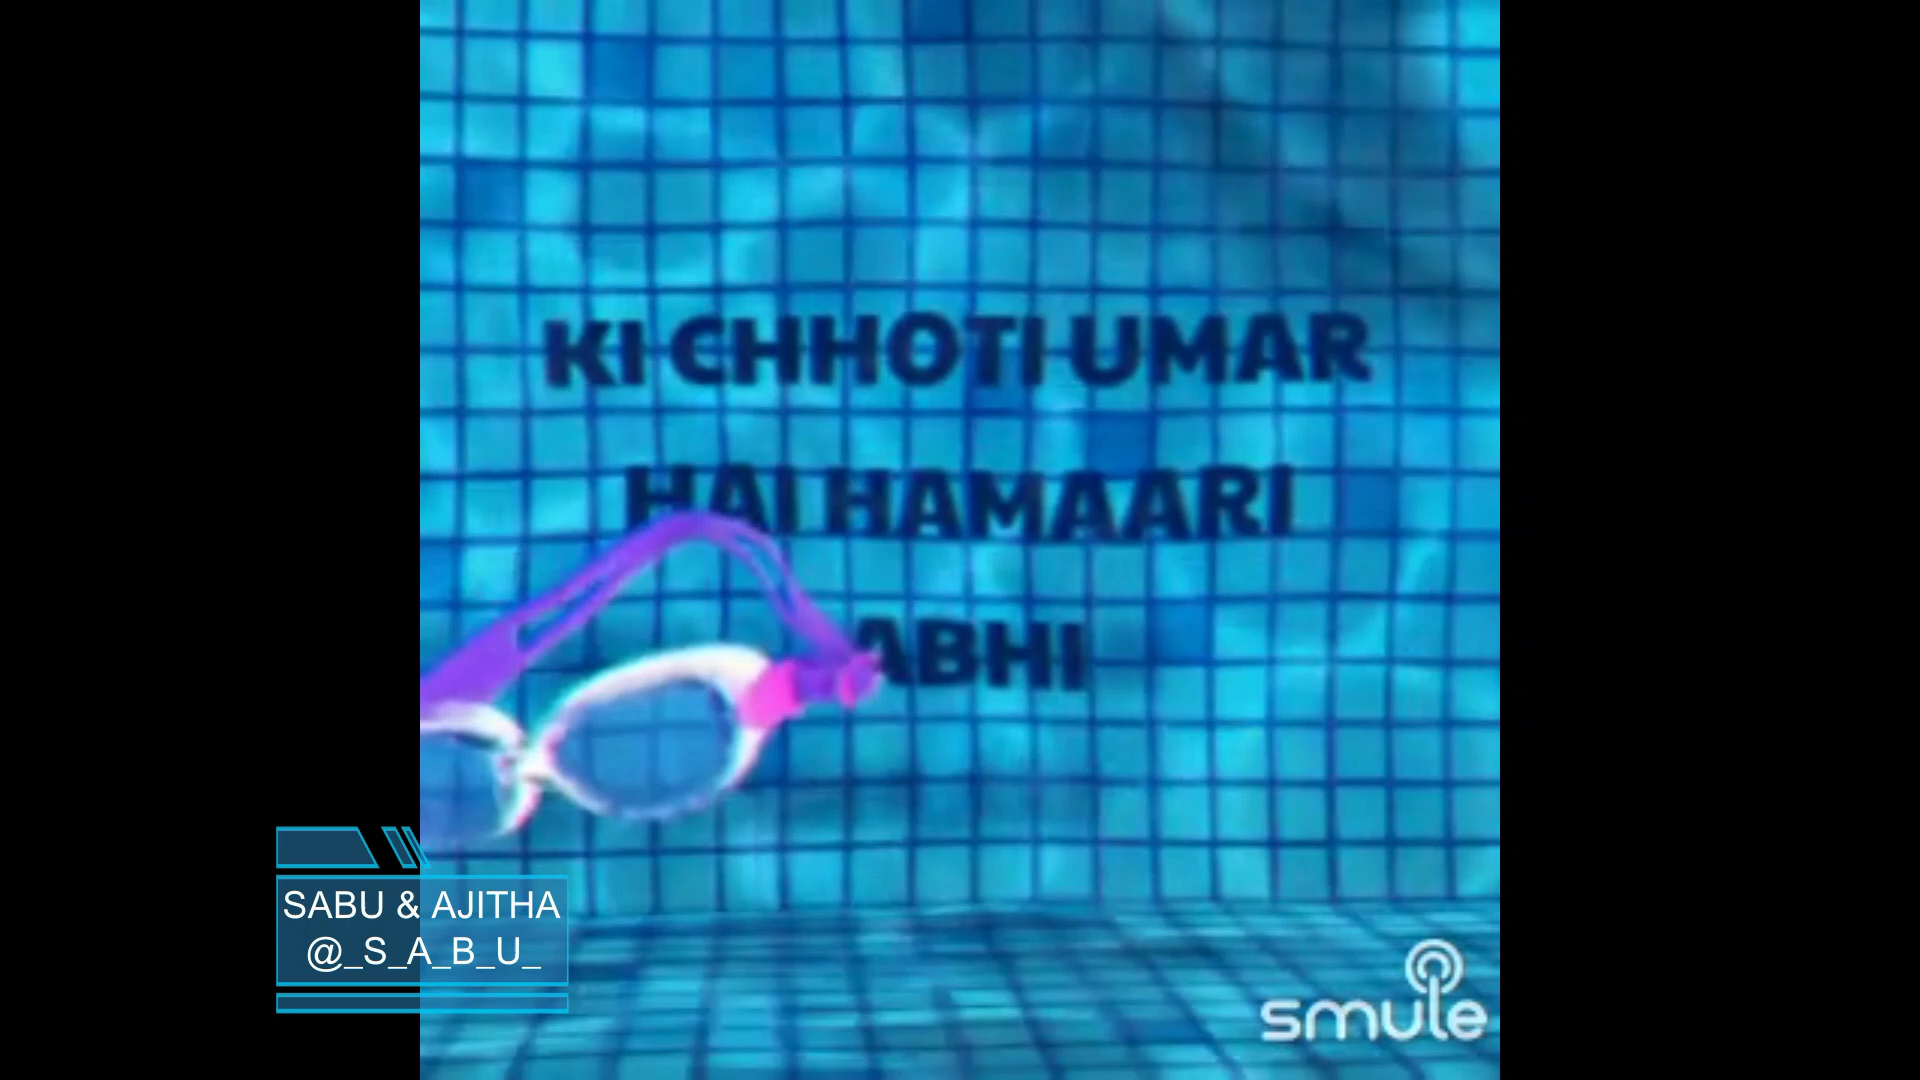 KI CHHOTI UMAR
HAI HAMAARI
ABHI
SABU & AJITHA
@_S_A_B_U_
smule